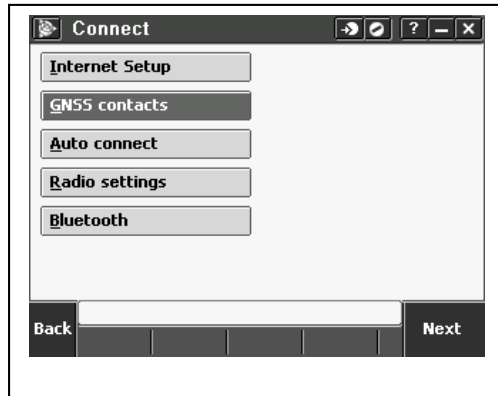 Connect
?
Internet Setup
GNSS contacts
Auto connect
Radio settings
Bluetooth
Back
Next